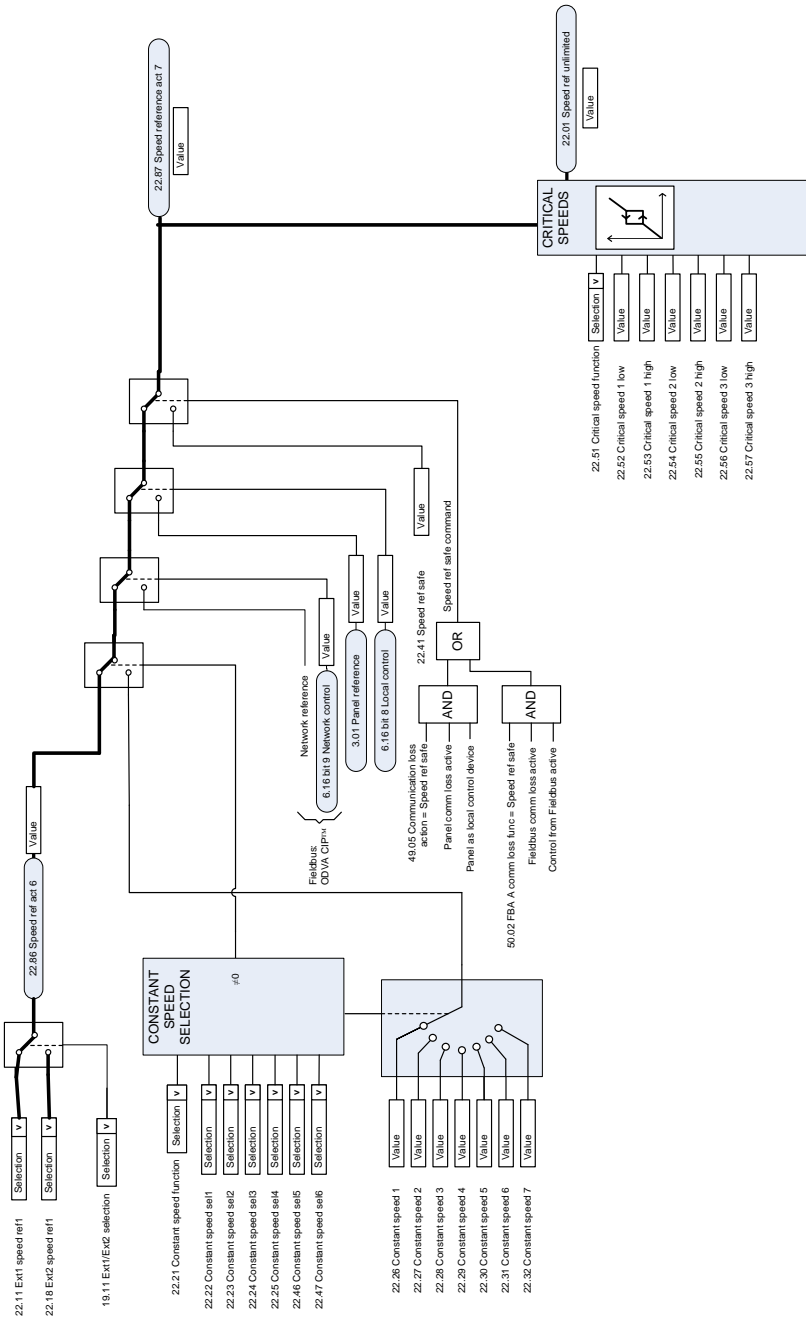 22.11 Ext1 speed ref1
Selection
v
22.18 Ext2 speed ref1
Selection
v
19.11 Ext1/Ext2 selection
Selection
v
22.86 Speed ref act 6
Value
22.21 Constant speed function
Selection
v
22.22 Constant speed sel1
Selection
v
22.23 Constant speed sel2
Selection
v
22.24 Constant speed sel3
Selection
v
22.25 Constant speed sel4
Selection
v
22.46 Constant speed sel5
Selection
v
22.47 Constant speed sel6
Selection
v
CONSTANT
SPEED
SELECTION
≠0
22.26 Constant speed 1
Value
22.27 Constant speed 2
Value
22.28 Constant speed 3
Value
22.29 Constant speed 4
Value
22.30 Constant speed 5
Value
22.31 Constant speed 6
Value
22.32 Constant speed 7
Value
Fieldbus:
ODVA CIP™
Network reference
6.16 bit 9 Network control
Value
3.01 Panel reference
Value
6.16 bit 8 Local control
Value
22.41 Speed ref safe
Value
49.05 Communication loss
action = Speed ref safe
Panel comm loss active
Panel as local control device
AND
50.02 FBA A comm loss func = Speed ref safe
Fieldbus comm loss active
Control from Fieldbus active
AND
OR
Speed ref safe command
22.87 Speed reference act 7
Value
22.51 Critical speed function
Selection
v
22.52 Critical speed 1 low
Value
22.53 Critical speed 1 high
Value
22.54 Critical speed 2 low
Value
22.55 Critical speed 2 high
Value
22.56 Critical speed 3 low
Value
22.57 Critical speed 3 high
Value
CRITICAL
SPEEDS
22.01 Speed ref unlimited
Value